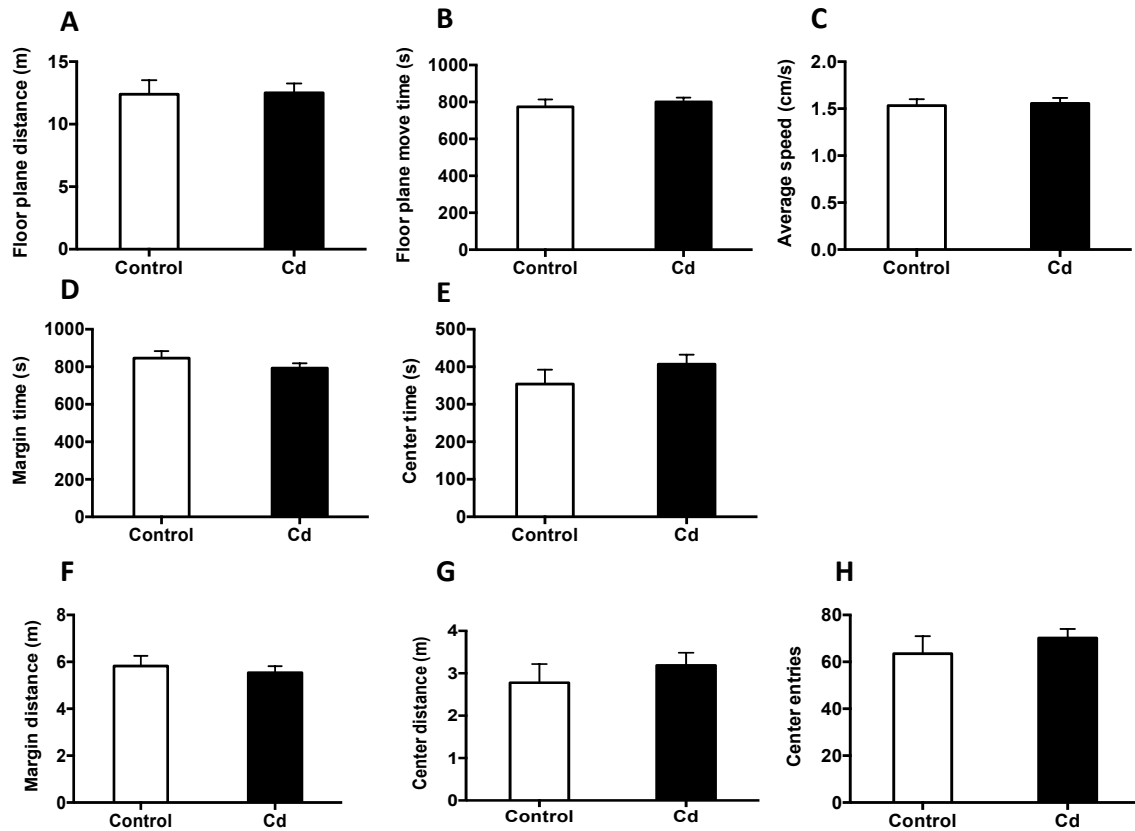 A
Floor plane distance (m)
15
10
5
0
Control
Cd
B
Floor plane move time (s)
1000
800
600
400
200
0
Control
Cd
C
Average speed (cm/s)
2.0
1.5
1.0
0.5
0.0
Control
Cd
D
Margin time (s)
1000
800
600
400
200
0
Control
Cd
E
Center time (s)
500
400
300
200
100
0
Control
Cd
F
Margin distance (m)
8
6
4
2
0
Control
Cd
G
Center distance (m)
4
3
2
1
0
Control
Cd
H
Center entries
80
60
40
20
0
Control
Cd